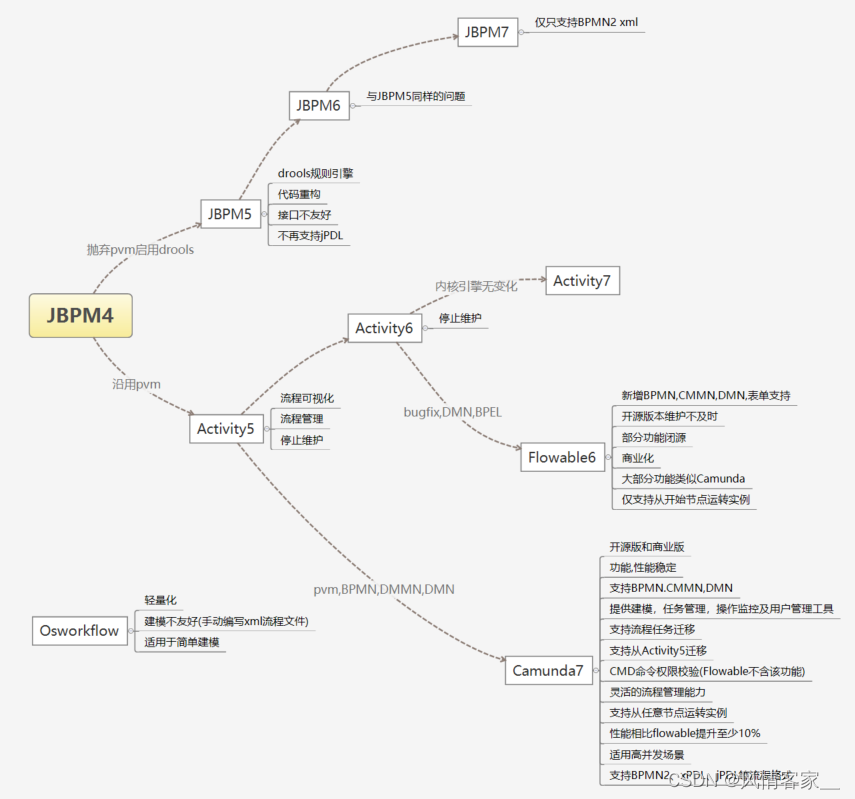 JBPM7
仅只支持BPMN2 xml
JBPM6
与JBPM5同样的问题
JBPM5
drools规则引擎
代码重构
接口不友好
不再支持jPDL
抛弃pvm启用drools
JBPM4
沿用pvm
内核引擎无变化
Activity7
Activity6
停止维护
Activity5
流程可视化
流程管理
停止维护
bugfix,DMN,BPEL
Flowable6
新增BPMN,CMMN,DMN,表单支持
开源版本维护不及时
部分功能闭源
商业化
大部分功能类似Camunda
仅支持从开始节点运转实例
pvm,BPMN,DMMN,DMN
Osworkflow
轻量化
建模不友好(手动编写xml流程文件)
适用于简单建模
Camunda7
开源版和商业版
功能,性能稳定
支持BPMN.CMMN,DMN
提供建模，任务管理，操作监控及用户管理工具
支持流程任务迁移
支持从Activity5迁移
CMD命令权限校验(Flowable不含该功能)
灵活的流程管理能力
支持从任意节点运转实例
性能相比flowable提升至少10%
适用高并发场景
支持BPMN2、xPDL、jPDL
CSDN @风情客家__